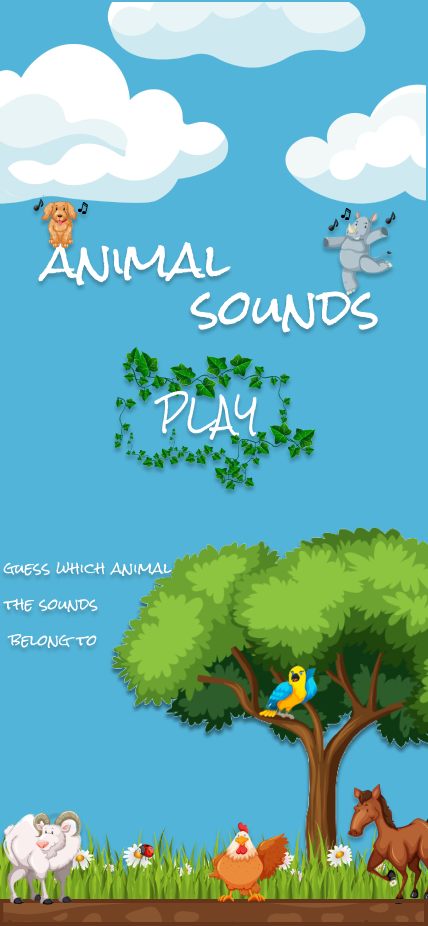 ANIMAL
SOUNDS
PLAY
GUESS WHICH ANIMAL
THE SOUNDS
BELONG TO